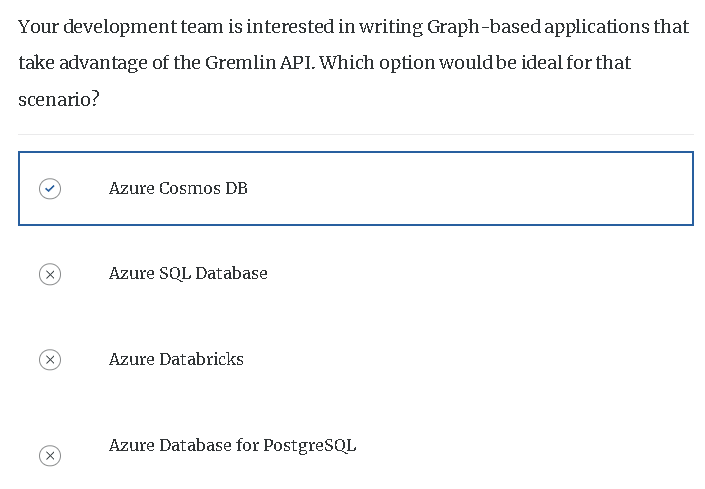 Your development team is interested in writing Graph-based applications that
take advantage of the Gremlin API. Which option would be ideal for that
scenario?
Azure Cosmos DB
Azure SQL Database
Azure Databricks
Azure Database for PostgreSQL